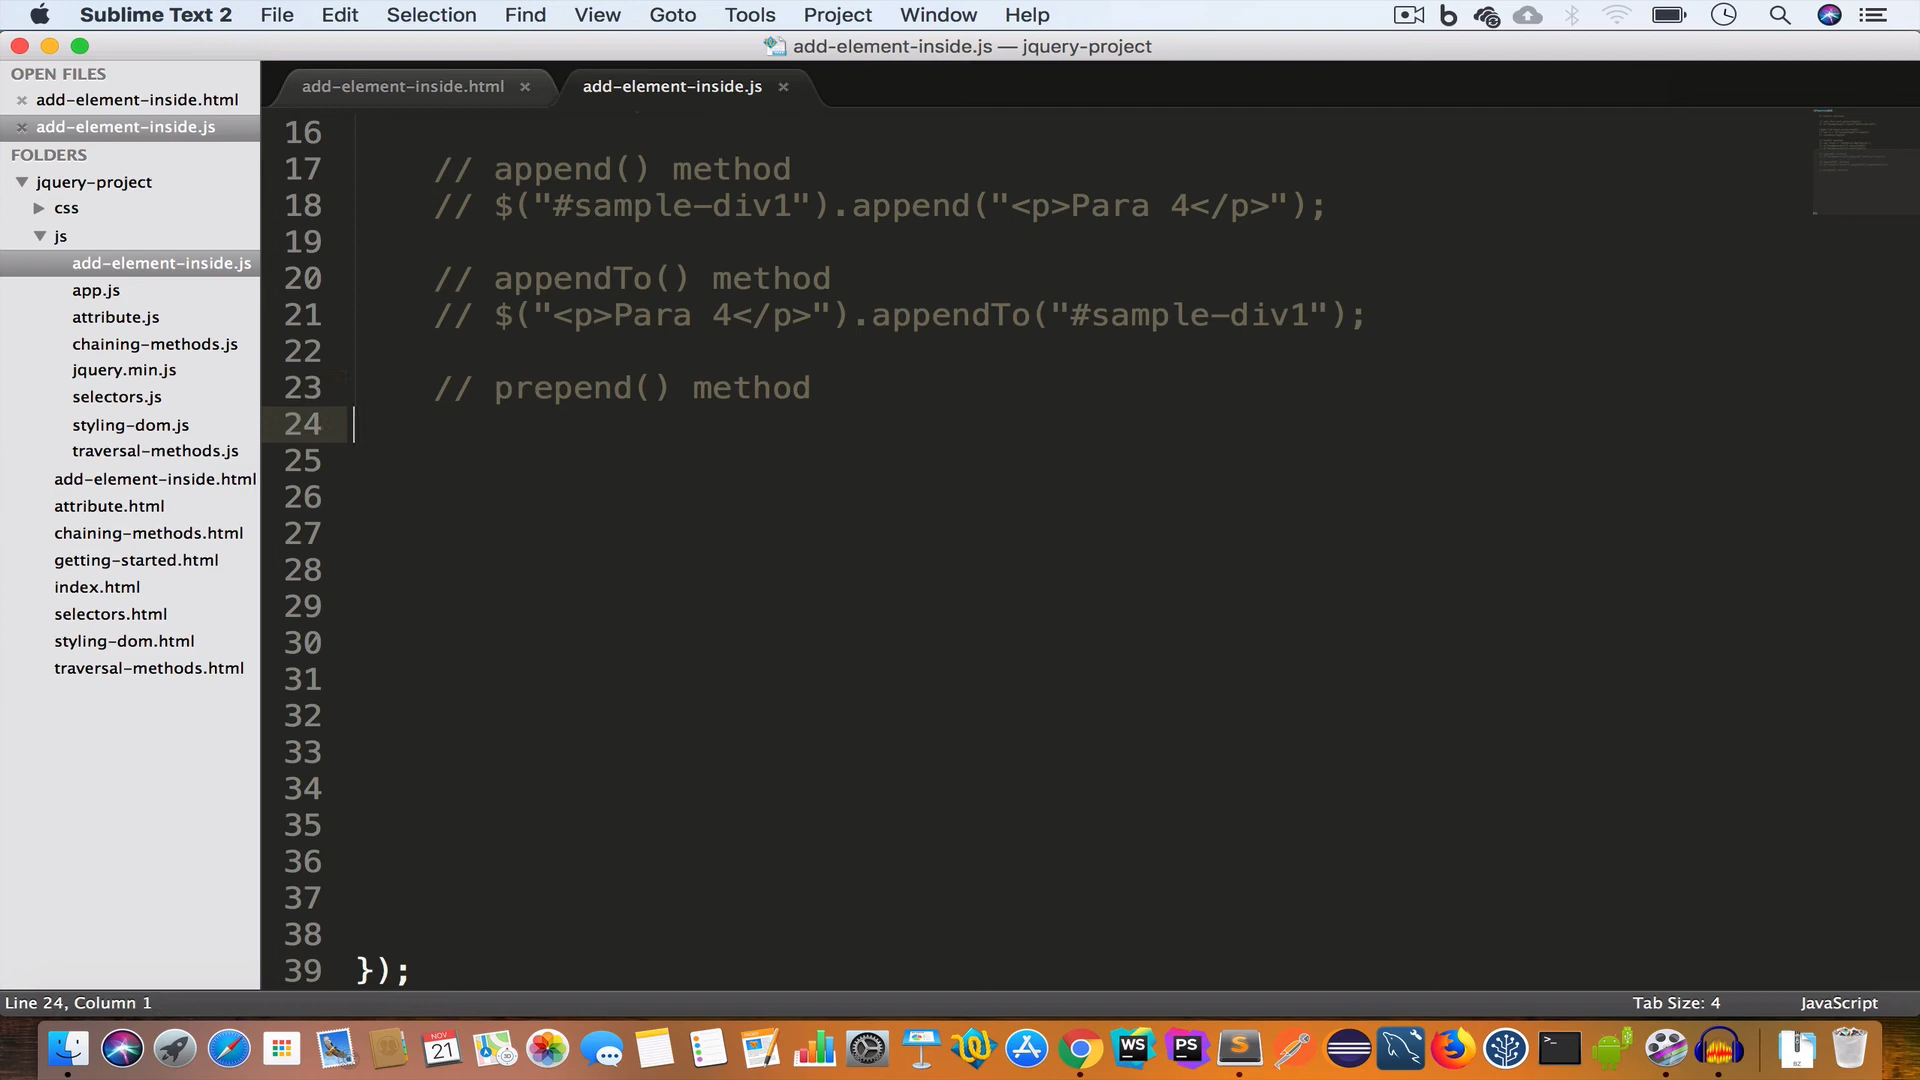 Sublime Text 2 File Edit Selection Find View Goto Tools Project Window Help
add-element-inside.js — jquery-project
OPEN FILES
add-element-inside.html
add-element-inside.js
FOLDERS
jquery-project
css
js
add-element-inside.js
app.js
attribute.js
chaining-methods.js
jquery.min.js
selectors.js
styling-dom.js
traversal-methods.js
add-element-inside.html
attribute.html
chaining-methods.html
getting-started.html
index.html
selectors.html
styling-dom.html
traversal-methods.html
add-element-inside.html add-element-inside.js
16
17 // append() method
18 // $("#sample-div1").append("<p>Para 4</p>");
19
20 // appendTo() method
21 // $("<p>Para 4</p>").appendTo("#sample-div1");
22
23 // prepend() method
24
25
26
27
28
29
30
31
32
33
34
35
36
37
38
39 });
Line 24, Column 1 Tab Size: 4 JavaScript
NOV
21
3D
WS
PS
S
>_
BZ